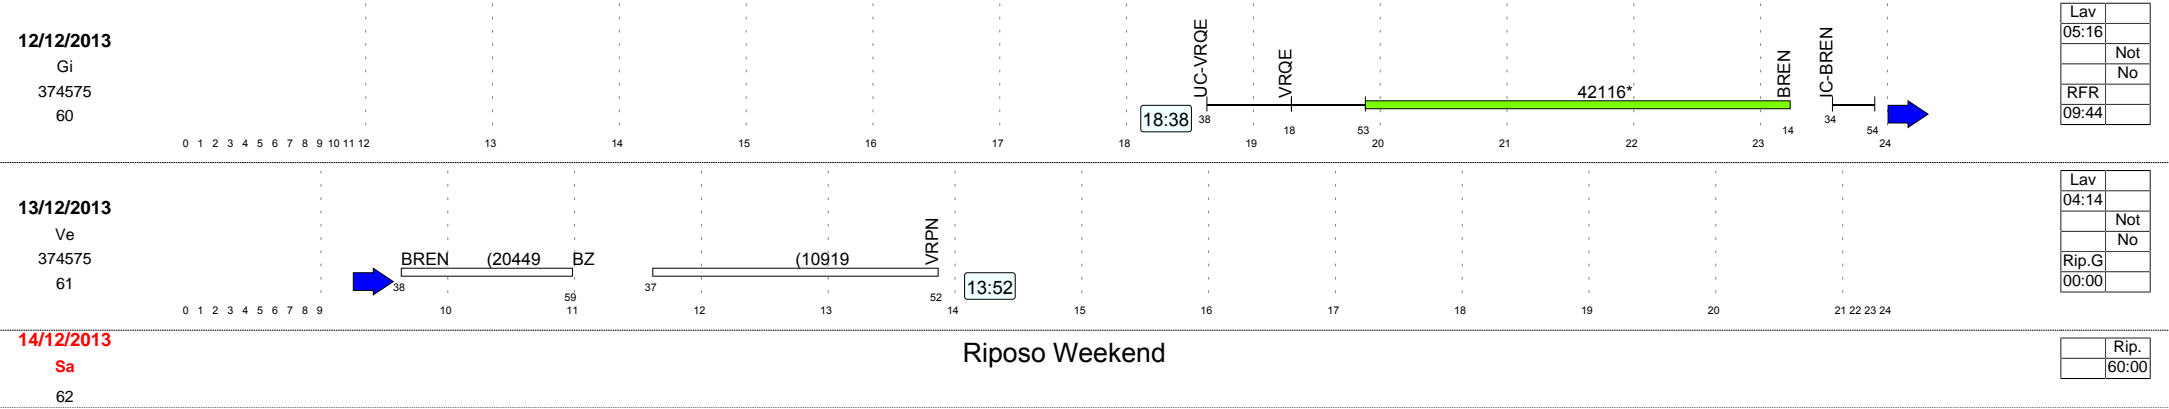 12/12/2013
Gi
374575
60
UC-VRQE
VRQE
BREN
IC-BREN
42116*
18:38
38
18
53
14
34
54
0 1 2 3 4 5 6 7 8 9 10 11 12 13 14 15 16 17 18 19 20 21 22 23 24
Lav
05:16
Not
No
RFR
09:44
13/12/2013
Ve
374575
61
BREN (20449 BZ (10919 VRPN
38
59
37
52
13:52
0 1 2 3 4 5 6 7 8 9 10 11 12 13 14 15 16 17 18 19 20 21 22 23 24
Lav
04:14
Not
No
Rip.G
00:00
14/12/2013
Sa
62
Riposo Weekend
Rip.
60:00